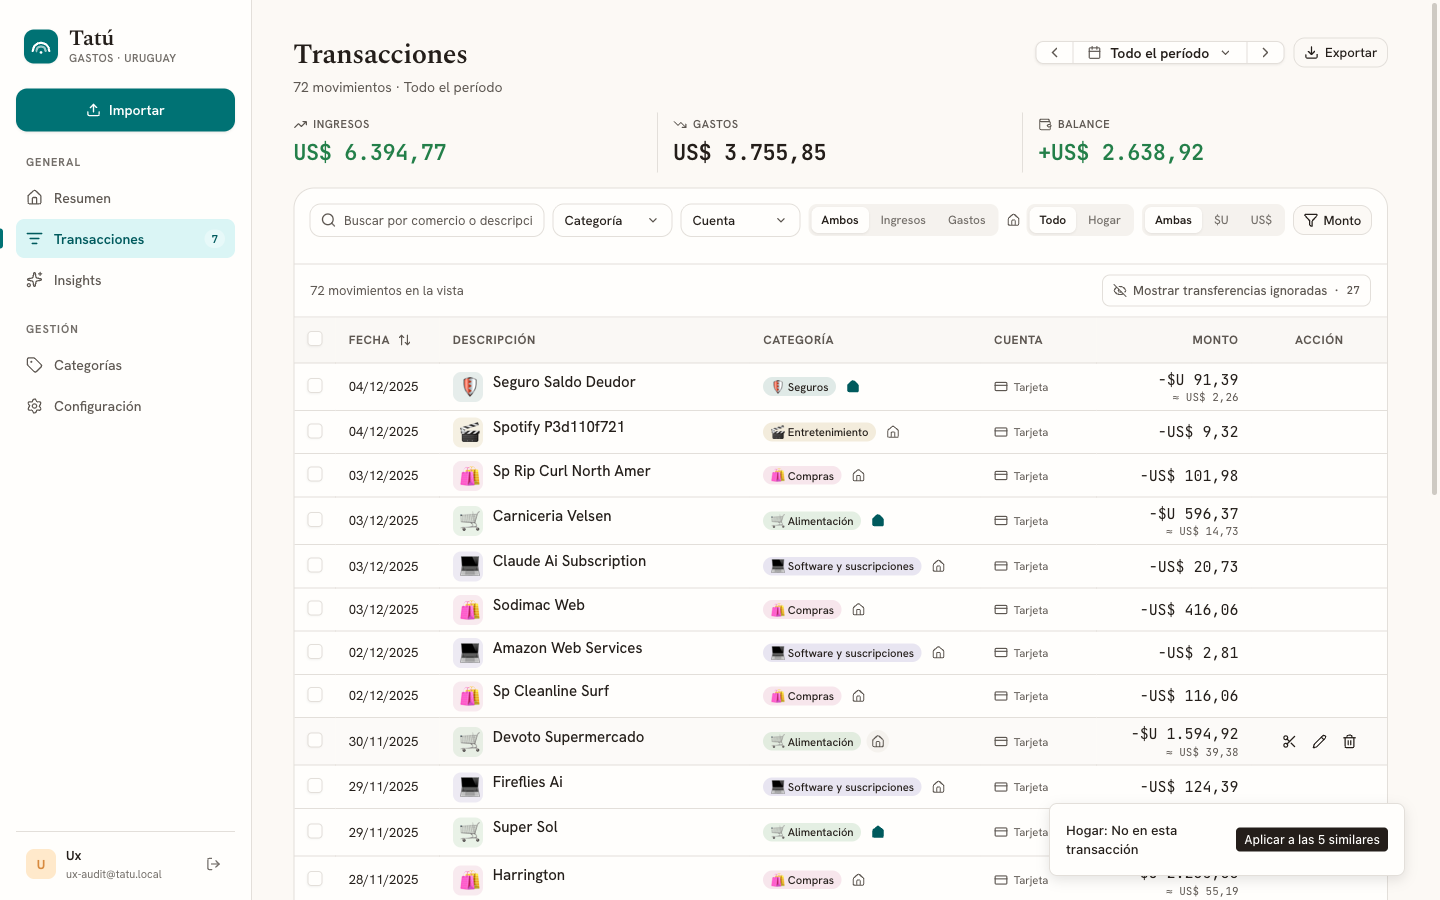 Tatú
GASTOS · URUGUAY
Importar
GENERAL
Resumen
Transacciones 7
Insights
GESTIÓN
Categorías
Configuración
U
Ux
ux-audit@tatu.local
Transacciones
72 movimientos · Todo el período
Todo el período
Exportar
INGRESOS
US$ 6.394,77
GASTOS
US$ 3.755,85
BALANCE
+US$ 2.638,92
Buscar por comercio o descripci
Categoría
Cuenta
Ambos Ingresos Gastos
Todo Hogar
Ambas $U US$
Monto
72 movimientos en la vista
Mostrar transferencias ignoradas · 27
FECHA DESCRIPCIÓN CATEGORÍA CUENTA MONTO ACCIÓN
04/12/2025 Seguro Saldo Deudor Seguros Tarjeta -$U 91,39
≈ US$ 2,26
04/12/2025 Spotify P3d110f721 Entretenimiento Tarjeta -US$ 9,32
03/12/2025 Sp Rip Curl North Amer Compras Tarjeta -US$ 101,98
03/12/2025 Carniceria Velsen Alimentación Tarjeta -$U 596,37
≈ US$ 14,73
03/12/2025 Claude Ai Subscription Software y suscripciones Tarjeta -US$ 20,73
03/12/2025 Sodimac Web Compras Tarjeta -US$ 416,06
02/12/2025 Amazon Web Services Software y suscripciones Tarjeta -US$ 2,81
02/12/2025 Sp Cleanline Surf Compras Tarjeta -US$ 116,06
30/11/2025 Devoto Supermercado Alimentación Tarjeta -$U 1.594,92
≈ US$ 39,38
29/11/2025 Fireflies Ai Software y suscripciones Tarjeta -US$ 124,39
29/11/2025 Super Sol Alimentación Tarjeta
28/11/2025 Harrington Compras Tarjeta
≈ US$ 55,19
Hogar: No en esta
transacción
Aplicar a las 5 similares